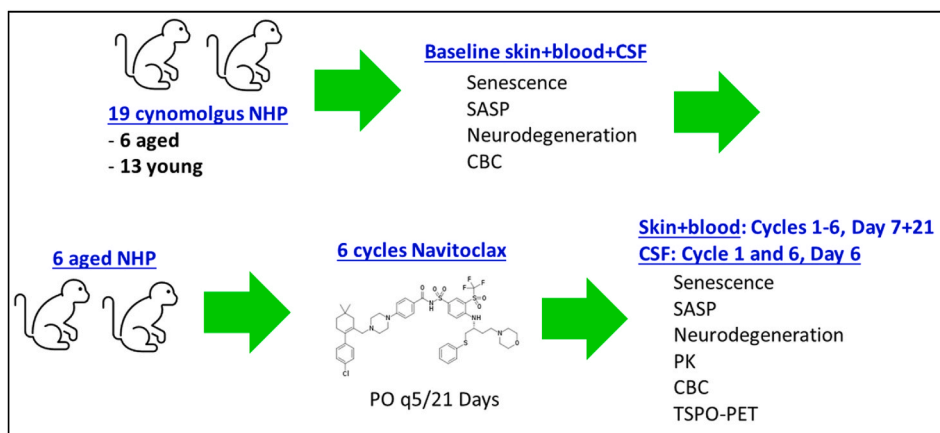 19 cynomolgus NHP
- 6 aged
- 13 young
Baseline skin+blood+CSF
Senescence
SASP
Neurodegeneration
CBC
6 aged NHP
6 cycles Navitoclax
O
N
H
O
S
O
F
F
F
S
O
O
NH
N
N
N
O
S
Cl
PO q5/21 Days
Skin+blood: Cycles 1-6, Day 7+21
CSF: Cycle 1 and 6, Day 6
Senescence
SASP
Neurodegeneration
PK
CBC
TSPO-PET